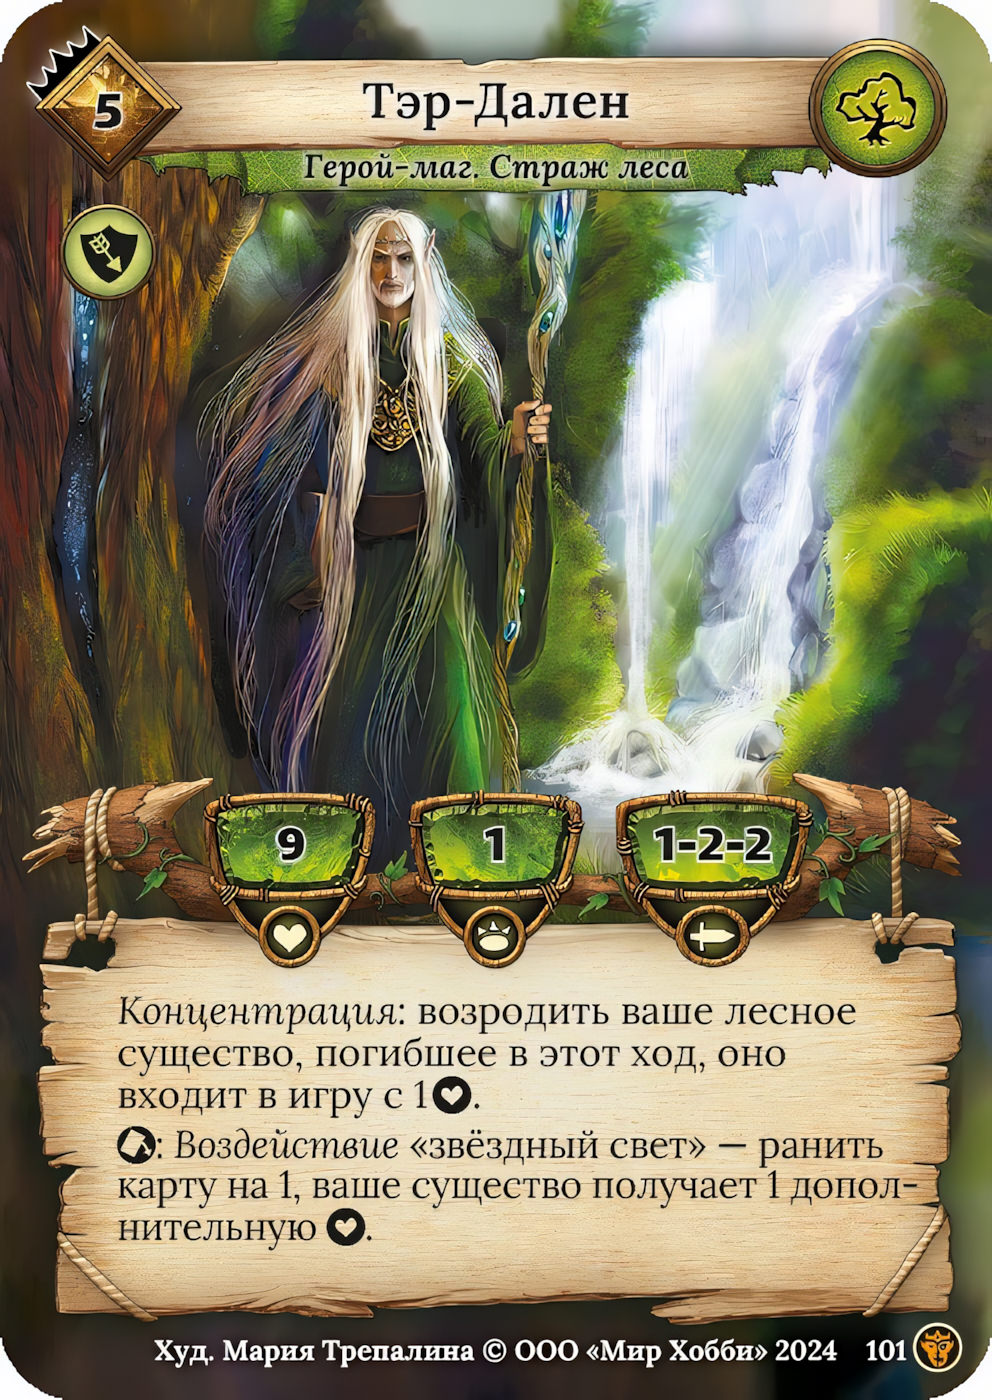 5
Тэр-Дален
Герой-маг. Страж леса
9
1
1-2-2
Концентрация: возродить ваше лесное
существо, погибшее в этот ход, оно
входит в игру с 1
.
: Воздействие «звёздный свет» — ранить
карту на 1, ваше существо получает 1 допол-
нительную
.
Худ. Мария Трепалина © ООО «Мир Хобби» 2024
101